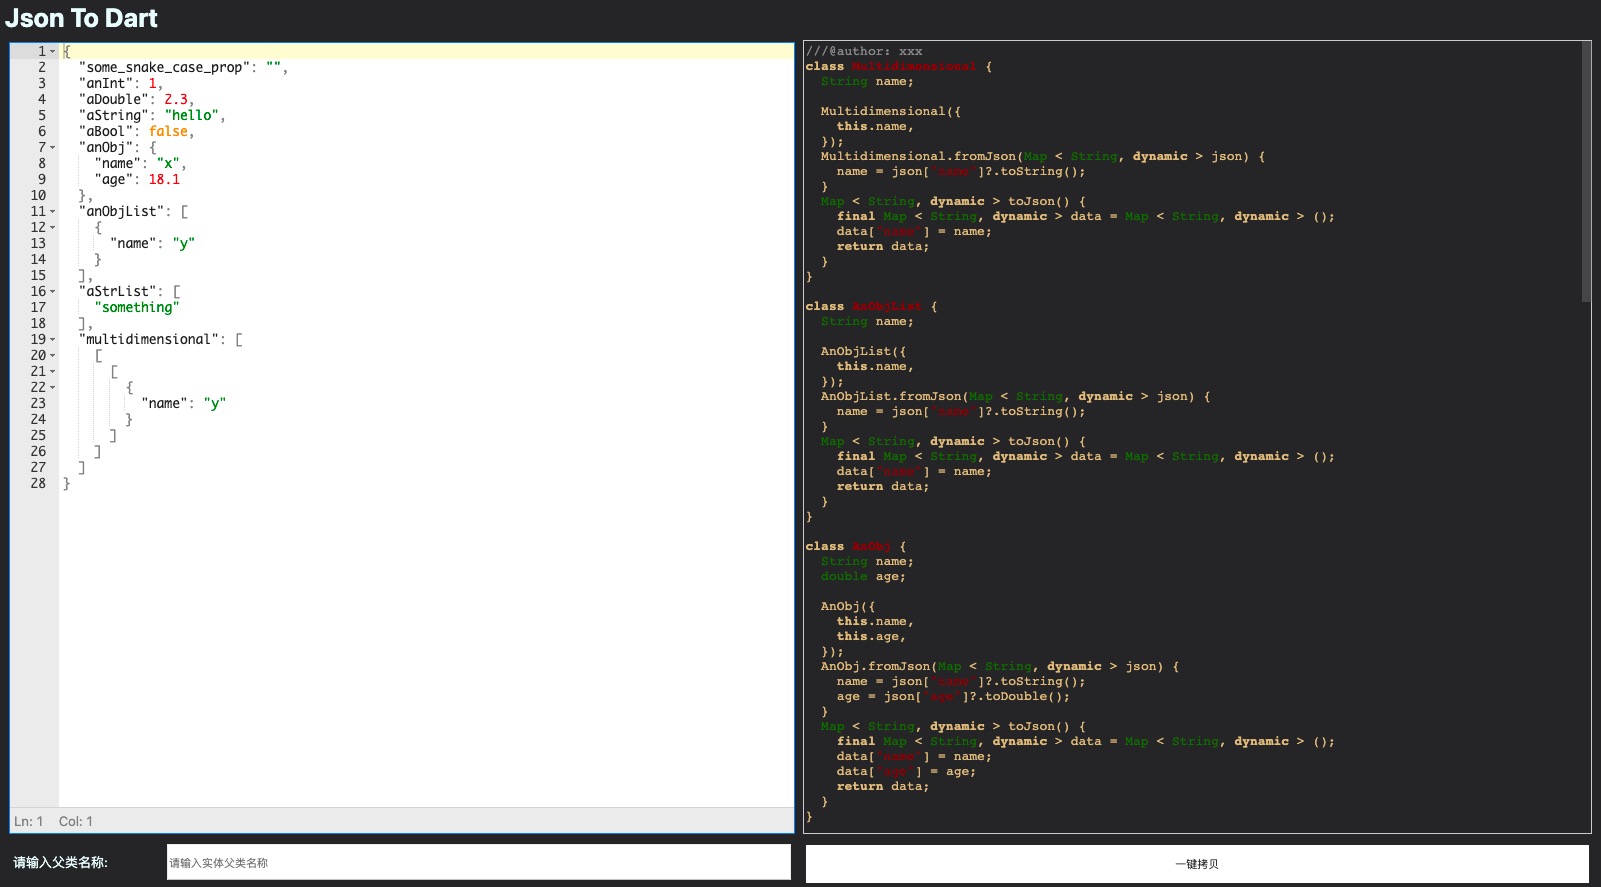 Json To Dart
1 {
2 "some_snake_case_prop": "",
3 "anInt": 1,
4 "aDouble": 2.3,
5 "aString": "hello",
6 "aBool": false,
7 "anObj": {
8 "name": "x",
9 "age": 18.1
10 },
11 "anObjList": [
12 {
13 "name": "y"
14 }
15 ],
16 "aStrList": [
17 "something"
18 ],
19 "multidimensional": [
20 [
21 [
22 {
23 "name": "y"
24 }
25 ]
26 ]
27 ]
28 }
Ln: 1 Col: 1
///@author: xxx
class Multidimensional {
String name;
Multidimensional({
this.name,
});
Multidimensional.fromJson(Map < String, dynamic > json) {
name = json["name"]?.toString();
}
Map < String, dynamic > toJson() {
final Map < String, dynamic > data = Map < String, dynamic > ();
data["name"] = name;
return data;
}
}
class AnObjList {
String name;
AnObjList({
this.name,
});
AnObjList.fromJson(Map < String, dynamic > json) {
name = json["name"]?.toString();
}
Map < String, dynamic > toJson() {
final Map < String, dynamic > data = Map < String, dynamic > ();
data["name"] = name;
return data;
}
}
class AnObj {
String name;
double age;
AnObj({
this.name,
this.age,
});
AnObj.fromJson(Map < String, dynamic > json) {
name = json["name"]?.toString();
age = json["age"]?.toDouble();
}
Map < String, dynamic > toJson() {
final Map < String, dynamic > data = Map < String, dynamic > ();
data["name"] = name;
data["age"] = age;
return data;
}
}
请输入父类名称:
请输入实体父类名称
一键拷贝